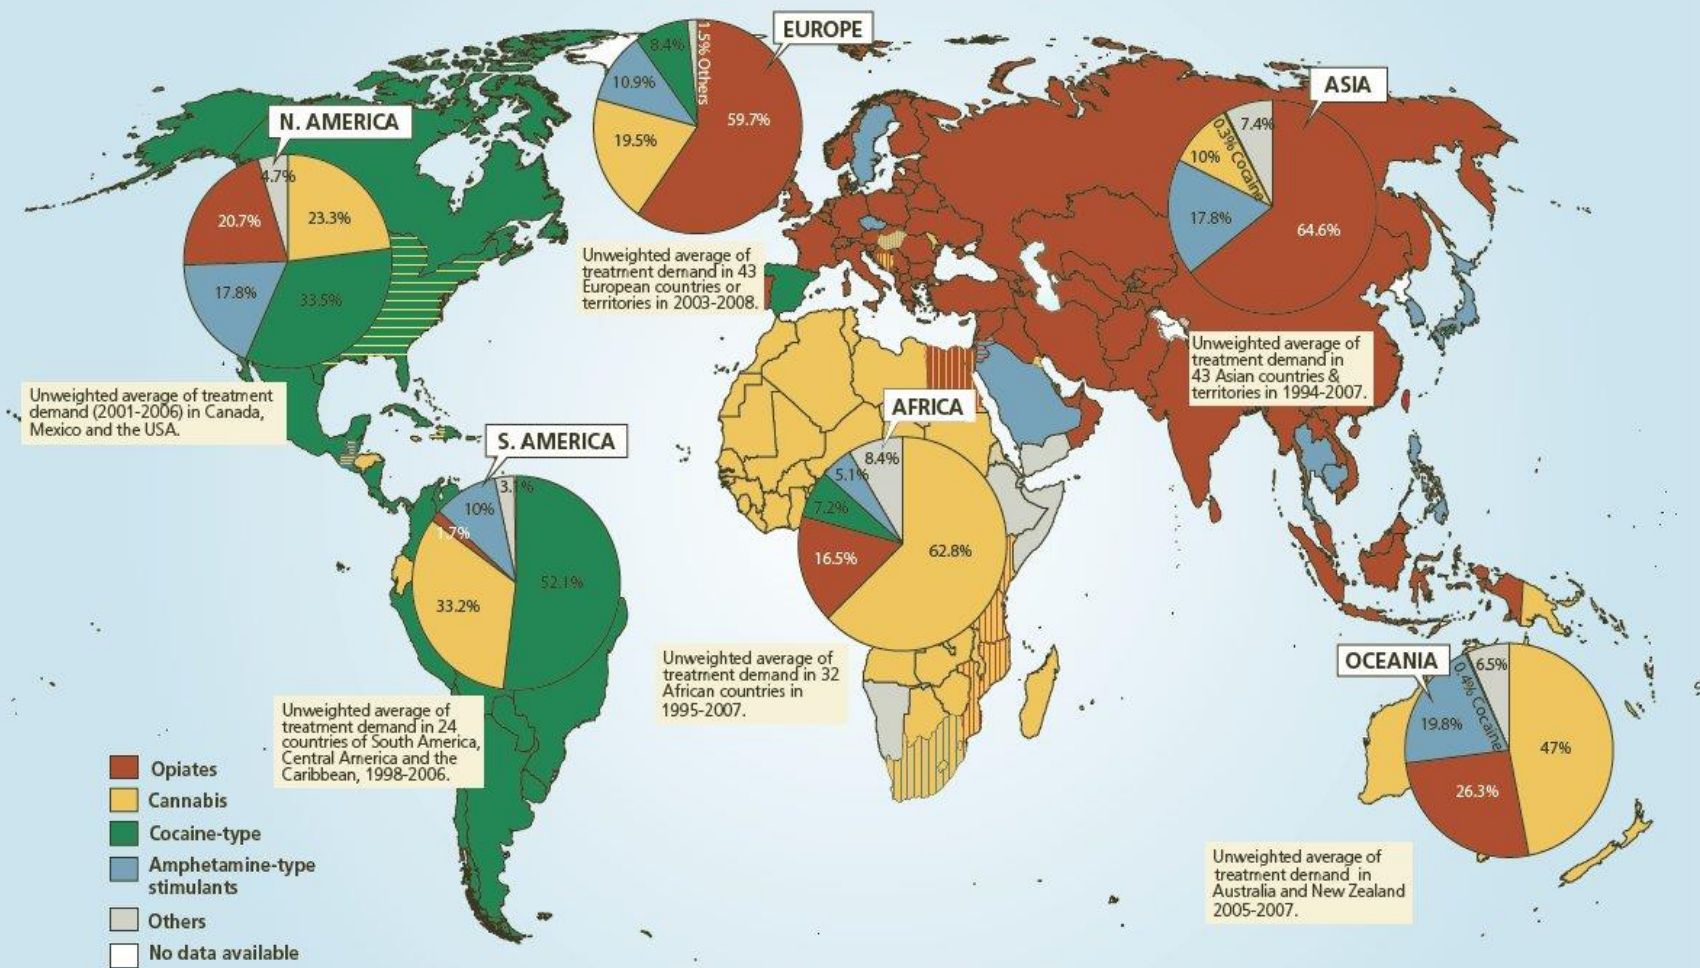 EUROPE
8.4%
1.5% Others
10.9%
59.7%
19.5%
Unweighted average of
treatment demand in 43
European countries or
territories in 2003-2008.
ASIA
7.4%
0.3% Cocaine
10%
17.8%
64.6%
Unweighted average of
treatment demand in
43 Asian countries &
territories in 1994-2007.
N. AMERICA
4.7%
20.7%
23.3%
17.8%
33.5%
Unweighted average of treatment
demand (2001-2006) in Canada,
Mexico and the USA.
S. AMERICA
3.1%
10%
1.7%
52.1%
33.2%
Unweighted average of
treatment demand in 24
countries of South America,
Central America and the
Caribbean, 1998-2006.
AFRICA
8.4%
5.1%
7.2%
16.5%
62.8%
Unweighted average of
treatment demand in 32
African countries in
1995-2007.
OCEANIA
6.5%
0.4% Cocaine
19.8%
47%
26.3%
Unweighted average of
treatment demand in
Australia and New Zealand
2005-2007.
Opiates
Cannabis
Cocaine-type
Amphetamine-type
stimulants
Others
No data available